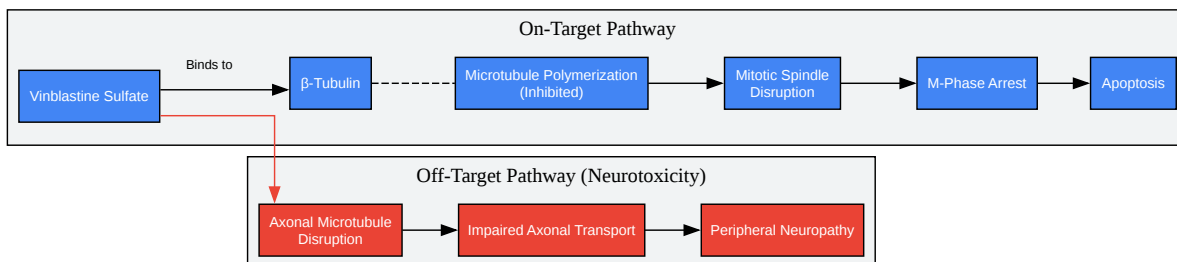 On-Target Pathway
Vinblastine Sulfate
Binds to
β-Tubulin
Microtubule Polymerization
(Inhibited)
Mitotic Spindle
Disruption
M-Phase Arrest
Apoptosis
Off-Target Pathway (Neurotoxicity)
Axonal Microtubule
Disruption
Impaired Axonal Transport
Peripheral Neuropathy